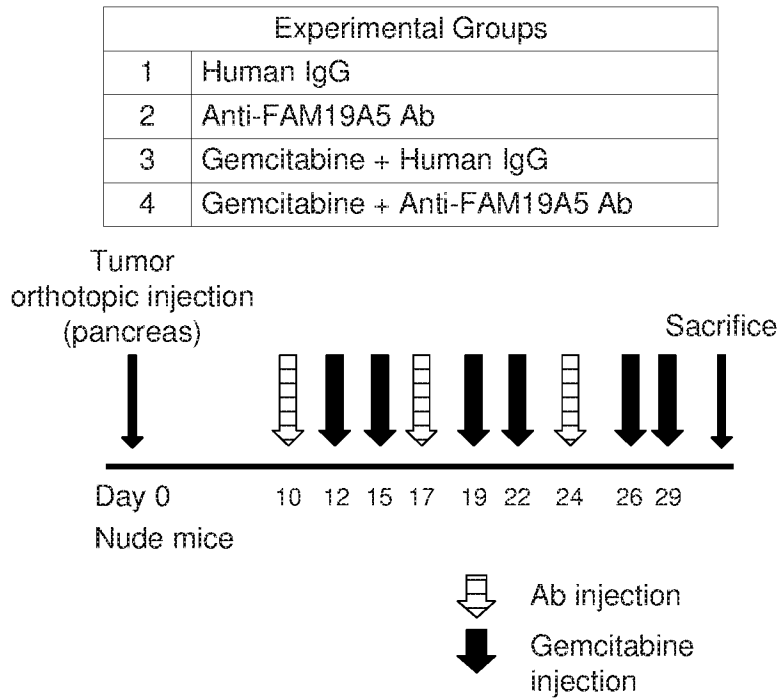 Experimental Groups
1 Human IgG
2 Anti-FAM19A5 Ab
3 Gemcitabine + Human IgG
4 Gemcitabine + Anti-FAM19A5 Ab
Tumor
orthotopic injection
(pancreas)
Sacrifice
Day 0 10 12 15 17 19 22 24 26 29
Nude mice
Ab injection
Gemcitabine
injection